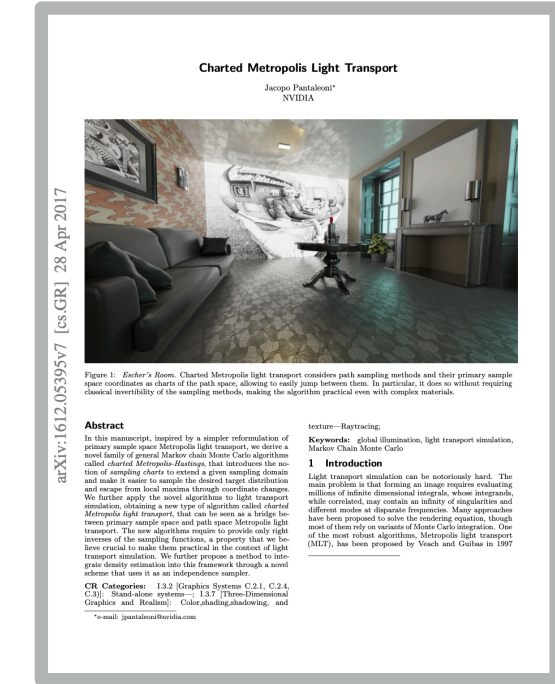 Charted Metropolis Light Transport
Jacopo Pantaleoni*
NVIDIA
arXiv:1612.05395v7 [cs.GR] 28 Apr 2017
Figure 1: Escher's Room. Charted Metropolis light transport considers path sampling methods and their primary sample
space coordinates as charts of the path space, allowing to easily jump between them. In particular, it does so without requiring
classical invertibility of the sampling methods, making the algorithm practical even with complex materials.
Abstract
In this manuscript, inspired by a simpler reformulation of
primary sample space Metropolis light transport, we derive a
novel family of general Markov chain Monte Carlo algorithms
called charted Metropolis-Hastings, that introduces the no-
tion of sampling charts to extend a given sampling domain
and make it easier to sample the desired target distribution
and escape from local maxima through coordinate changes.
We further apply the novel algorithms to light transport
simulation, obtaining a new type of algorithm called charted
Metropolis light transport, that can be seen as a bridge be-
tween primary sample space and path space Metropolis light
transport. The new algorithms require to provide only right
inverses of the sampling functions, a property that we be-
lieve crucial to make them practical in the context of light
transport simulation. We further propose a method to inte-
grate density estimation into this framework through a novel
scheme that uses it as an independence sampler.
CR Categories: I.3.2 [Graphics Systems C.2.1, C.2.4,
C.3)]: Stand-alone systems—; I.3.7 [Three-Dimensional
Graphics and Realism]: Color,shading,shadowing, and
*e-mail: jpantaleoni@nvidia.com
texture—Raytracing;
Keywords: global illumination, light transport simulation,
Markov Chain Monte Carlo
1 Introduction
Light transport simulation can be notoriously hard. The
main problem is that forming an image requires evaluating
millions of infinite dimensional integrals, whose integrands,
while correlated, may contain an infinity of singularities and
different modes at disparate frequencies. Many approaches
have been proposed to solve the rendering equation, though
most of them rely on variants of Monte Carlo integration. One
of the most robust algorithms, Metropolis light transport
(MLT), has been proposed by Veach and Guibas in 1997